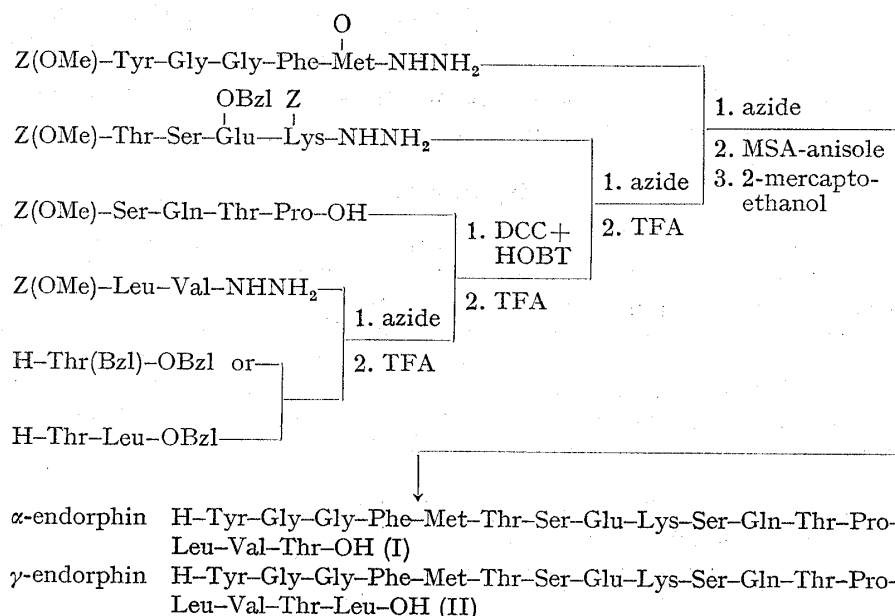 O
Z(OMe)–Tyr–Gly–Gly–Phe–Met–NHNH₂
OBzl Z
Z(OMe)–Thr–Ser–Glu—Lys–NHNH₂
1. azide
2. MSA-anisole
3. 2-mercapto-
ethanol
1. azide
2. TFA
Z(OMe)–Ser–Gln–Thr–Pro–OH
1. DCC+
HOBT
2. TFA
Z(OMe)–Leu–Val–NHNH₂
1. azide
2. TFA
H–Thr(Bzl)–OBzl or
H–Thr–Leu–OBzl
α-endorphin H–Tyr–Gly–Gly–Phe–Met–Thr–Ser–Glu–Lys–Ser–Gln–Thr–Pro–
Leu–Val–Thr–OH (I)
γ-endorphin H–Tyr–Gly–Gly–Phe–Met–Thr–Ser–Glu–Lys–Ser–Gln–Thr–Pro–
Leu–Val–Thr–Leu–OH (II)